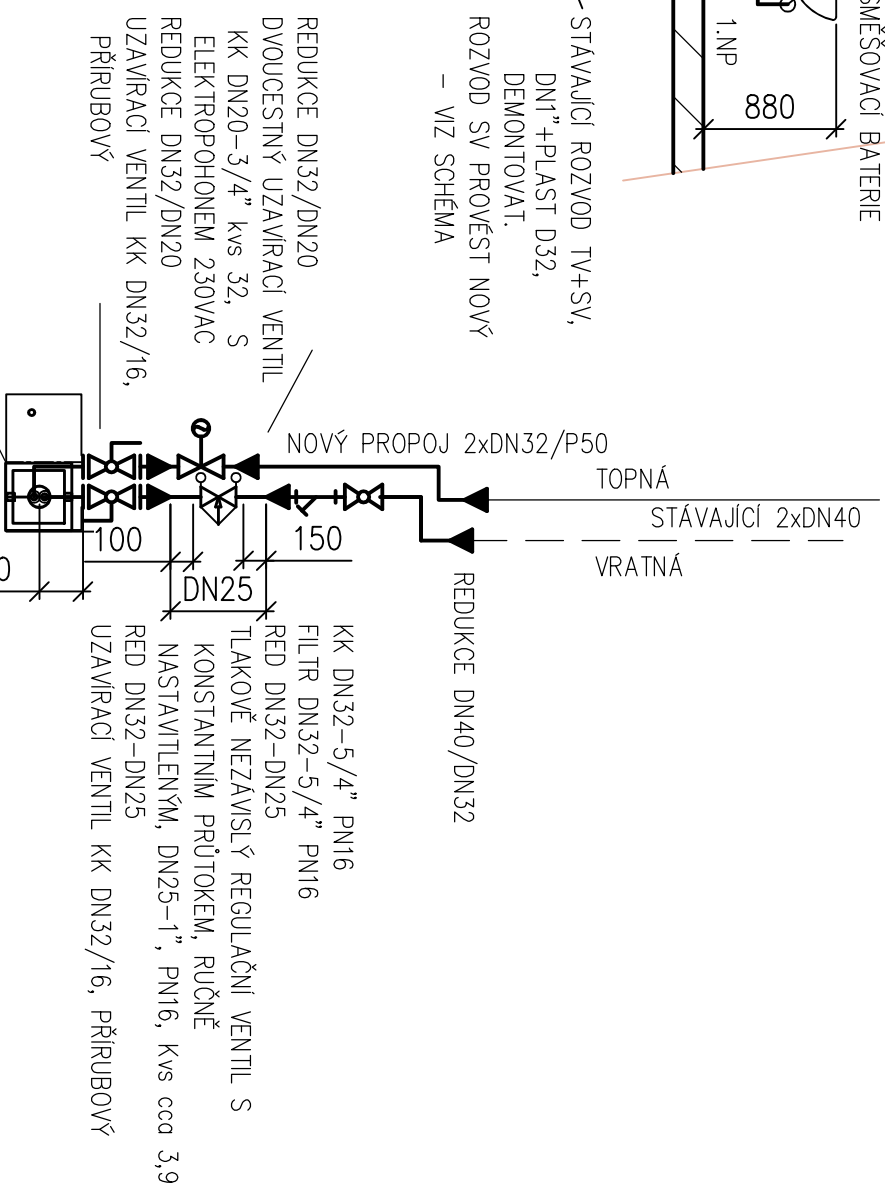 SMĚŠOVACÍ BATERIE
1.NP
880
STÁVAJÍCÍ ROZVOD TV+SV,
DN1"+PLAST D32,
DEMONTOVAT.
ROZVOD SV PROVÉST NOVÝ
- VIZ SCHÉMA
REDUKCE DN32/DN20
DVOUCESTNÝ UZAVÍRACÍ VENTIL
KK DN20-3/4" kvs 32, S
ELEKTROPOHONEM 230VAC
REDUKCE DN32/DN20
UZAVÍRACÍ VENTIL KK DN32/16,
PŘÍRUBOVÝ
NOVÝ PROPOJ 2xDN32/P50
TOPNÁ
STÁVAJÍCÍ 2xDN40
VRATNÁ
100
150
DN25
0
REDUKCE DN40/DN32
KK DN32-5/4" PN16
FILTR DN32-5/4" PN16
RED DN32-DN25
TLAKOVĚ NEZÁVISLÝ REGULAČNÍ VENTIL S
KONSTANTNÍM PRŮTOKEM, RUČNĚ
NASTAVITLENÝM, DN25-1", PN16, Kvs cca 3,9
RED DN32-DN25
UZAVÍRACÍ VENTIL KK DN32/16, PŘÍRUBOVÝ